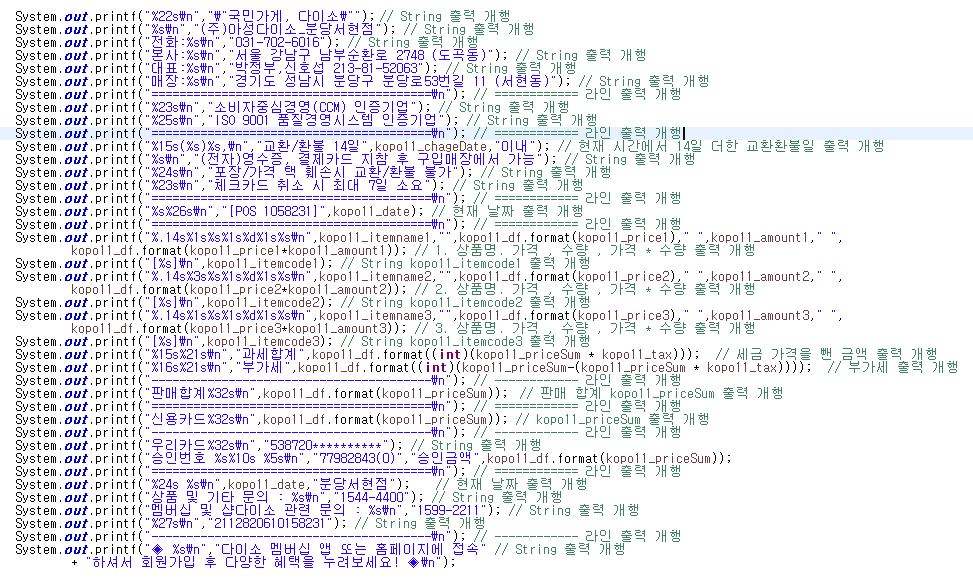 System.out.printf("%22s₩n","₩"국민가게, 다이소₩""); // String 출력 개행
System.out.printf("%s₩n","(주)아성다이소_분당서현점"); // String 출력 개행
System.out.printf("전화:%s₩n","031-702-6016"); // String 출력 개행
System.out.printf("본사:%s₩n","서울 강남구 남부순환로 2748 (도곡동)"); // String 출력 개행
System.out.printf("대표:%s₩n","박정부,신호섭 213-81-52063"); // String 출력 개행
System.out.printf("매장:%s₩n","경기도 성남시 분당구 분당로53번길 11 (서현동)"); // String 출력 개행
System.out.printf("========================================₩n"); // ============ 라인 출력 개행
System.out.printf("%23s₩n","소비자중심경영(CCM) 인증기업"); // String 출력 개행
System.out.printf("%25s₩n","ISO 9001 품질경영시스템 인증기업"); // String 출력 개행
System.out.printf("========================================₩n"); // ============ 라인 출력 개행
System.out.printf("%15s(%s)%s,₩n","교환/환불 14일",kopo11_chageDate,"이내"); // 현재 시간에서 14일 더한 교환환불일 출력 개행
System.out.printf("%s₩n","(전자)영수증, 결제카드 지참 후 구입매장에서 가능"); // String 출력 개행
System.out.printf("%24s₩n","포장/가격 택 훼손시 교환/환불 불가"); // String 출력 개행
System.out.printf("%23s₩n","체크카드 취소 시 최대 7일 소요"); // String 출력 개행
System.out.printf("========================================₩n"); // ============ 라인 출력 개행
System.out.printf("%s%26s₩n","[POS 1058231]",kopo11_date); // 현재 날짜 출력 개행
System.out.printf("========================================₩n"); // ============ 라인 출력 개행
System.out.printf("%.14s%1s%s%1s%d%1s%s₩n",kopo11_itemname1,"",kopo11_df.format(kopo11_price1)," ",kopo11_amount1," ",
kopo11_df.format(kopo11_price1*kopo11_amount1)); // 1. 상품명. 가격 , 수량 , 가격 * 수량 출력 개행
System.out.printf("[%s]₩n",kopo11_itemcode1); // String kopo11_itemcode1 출력 개행
System.out.printf("%.14s%3s%s%1s%d%1s%s₩n",kopo11_itemname2,"",kopo11_df.format(kopo11_price2)," ",kopo11_amount2," ",
kopo11_df.format(kopo11_price2*kopo11_amount2)); // 2. 상품명. 가격 , 수량 , 가격 * 수량 출력 개행
System.out.printf("[%s]₩n",kopo11_itemcode2); // String kopo11_itemcode2 출력 개행
System.out.printf("%.14s%1s%s%1s%d%1s%s₩n",kopo11_itemname3,"",kopo11_df.format(kopo11_price3)," ",kopo11_amount3," ",
kopo11_df.format(kopo11_price3*kopo11_amount3)); // 3. 상품명. 가격 , 수량 , 가격 * 수량 출력 개행
System.out.printf("[%s]₩n",kopo11_itemcode3); // String kopo11_itemcode3 출력 개행
System.out.printf("%15s%21s₩n","과세합계",kopo11_df.format(((int)(kopo11_priceSum * kopo11_tax))); // 세금 가격을 뺀 금액 출력 개행
System.out.printf("%16s%21s₩n","부가세",kopo11_df.format(((int)(kopo11_priceSum-(kopo11_priceSum * kopo11_tax)))); // 부가세 출력 개행
System.out.printf("----------------------------------------₩n"); // ------------ 라인 출력 개행
System.out.printf("판매합계%32s₩n",kopo11_df.format(kopo11_priceSum)); // 판매 합계 kopo11_priceSum 출력 개행
System.out.printf("========================================₩n"); // ============ 라인 출력 개행
System.out.printf("신용카드%32s₩n",kopo11_df.format(kopo11_priceSum)); // kopo11_priceSum 출력 개행
System.out.printf("----------------------------------------₩n"); // ------------ 라인 출력 개행
System.out.printf("우리카드%32s₩n","538720**********"); // String 출력 개행
System.out.printf("승인번호 %s%10s %5s₩n","77982843(0)","승인금액",kopo11_df.format(kopo11_priceSum));
System.out.printf("========================================₩n"); // ============ 라인 출력 개행
System.out.printf("%24s %s₩n",kopo11_date,"분당서현점"); // 현재 날짜 출력 개행
System.out.printf("상품 및 기타 문의 : %s₩n","1544-4400"); // String 출력 개행
System.out.printf("멤버십 및 샵다이소 관련 문의 : %s₩n","1599-2211"); // String 출력 개행
System.out.printf("%27s₩n","2112820610158231"); // String 출력 개행
System.out.printf("----------------------------------------₩n"); // ------------ 라인 출력 개행
System.out.printf("◈ %s₩n","다이소 멤버십 앱 또는 홈페이지에 접속" // String 출력 개행
+ "하셔서 회원가입 후 다양한 혜택을 누려보세요! ◈₩n");